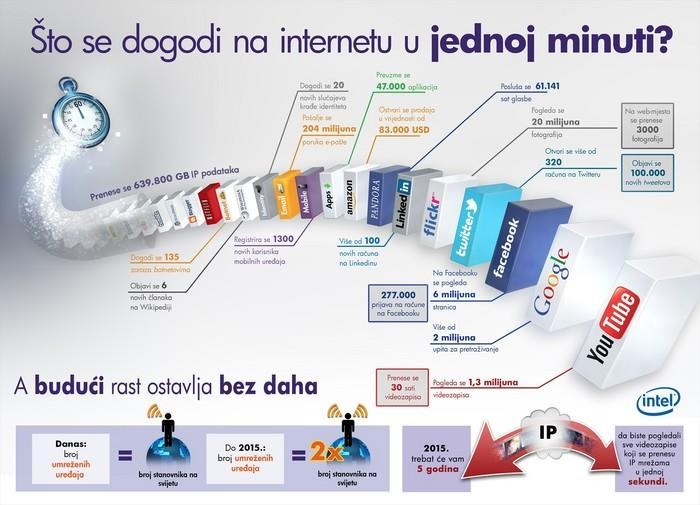 Što se dogodi na internetu u jednoj minuti?
60"
Dogodi se 20
novih slučajeva
krađe identiteta
Preuzme se
47.000 aplikacija
Posluša se 61.141
sat glasbe
Pošalje se
204 milijuna
poruka e-pošte
Ostvari se prodaja
u vrijednosti od
83.000 USD
Pogleda se
20 milijuna
fotografija
Na web-mjesta
se prenese
3000
fotografija
Otvori se više od
320
računa na Twitteru
Objavi se
100.000
novih tweetova
Prenese se 639.800 GB IP podataka
Identity
Email
Mobile
Apps
amazon
PANDORA
Linked in
flickr
twitter
facebook
Google
You Tube
Dogodi se 135
zaraza botnetovima
Objavi se 6
novih članaka
na Wikipediji
Registrira se 1300
novih korisnika
mobilnih uređaja
Više od 100
novih računa
na Linkedinu
277.000
prijava na račune
na Facebooku
Na Facebooku
se pogleda
6 milijuna
stranica
Više od
2 milijuna
upita za pretraživanje
Prenese se
30 sati
videozapisa
Pogleda se 1,3 milijuna
videozapisa
intel
A budući rast ostavlja bez daha
Danas:
broj
umreženih
uređaja
=
broj stanovnika na
svijetu
Do 2015.:
broj umreženih
uređaja
=
2x
broj stanovnika na
svijetu
2015.
trebat će vam
5 godina
IP
da biste pogledali
sve videozapise
koji se prenesu
IP mrežama
u jednoj
sekundi.